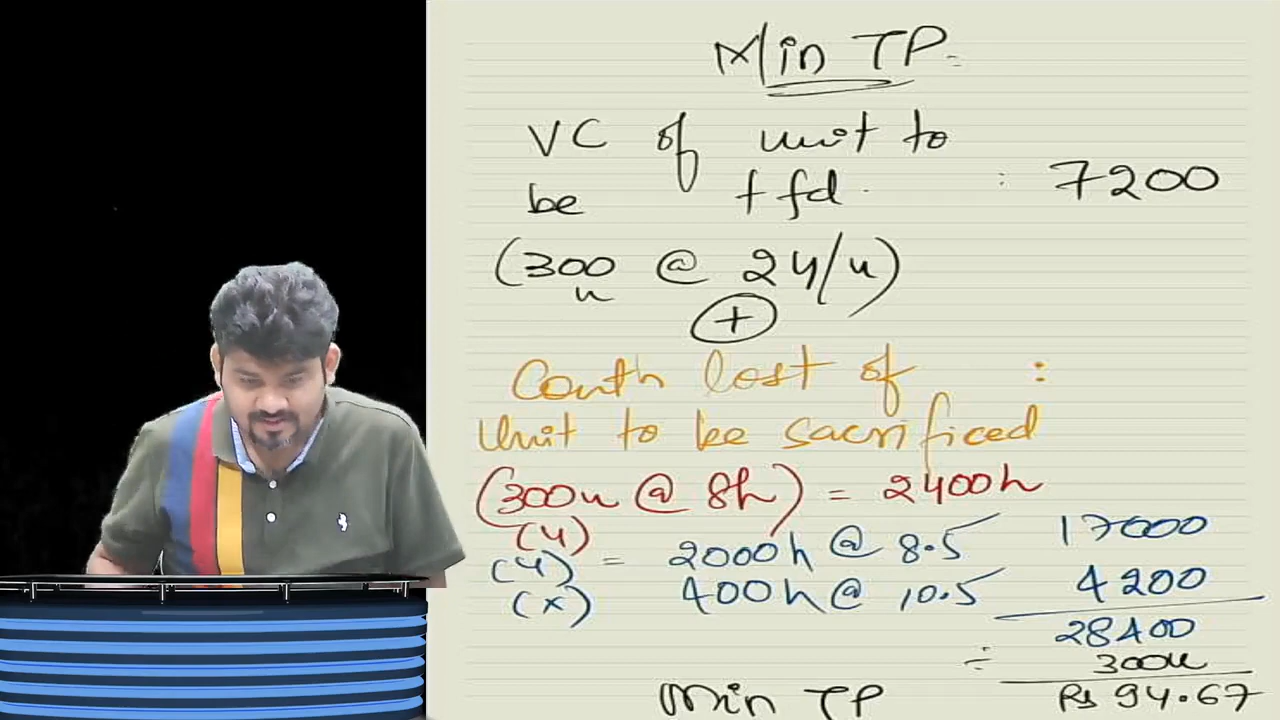 Min TP =
VC of unit to
be tfd. : 7200
(300 @ 24/u)
u
+
Conth lost of :
Unit to be sacrificed
(300u @ 8h) = 2400h
(Y)
(Y) = 2000h @ 8.5 17000
(X) 400h @ 10.5 4200
28400
÷ 300u
Min TP Rs 94.67